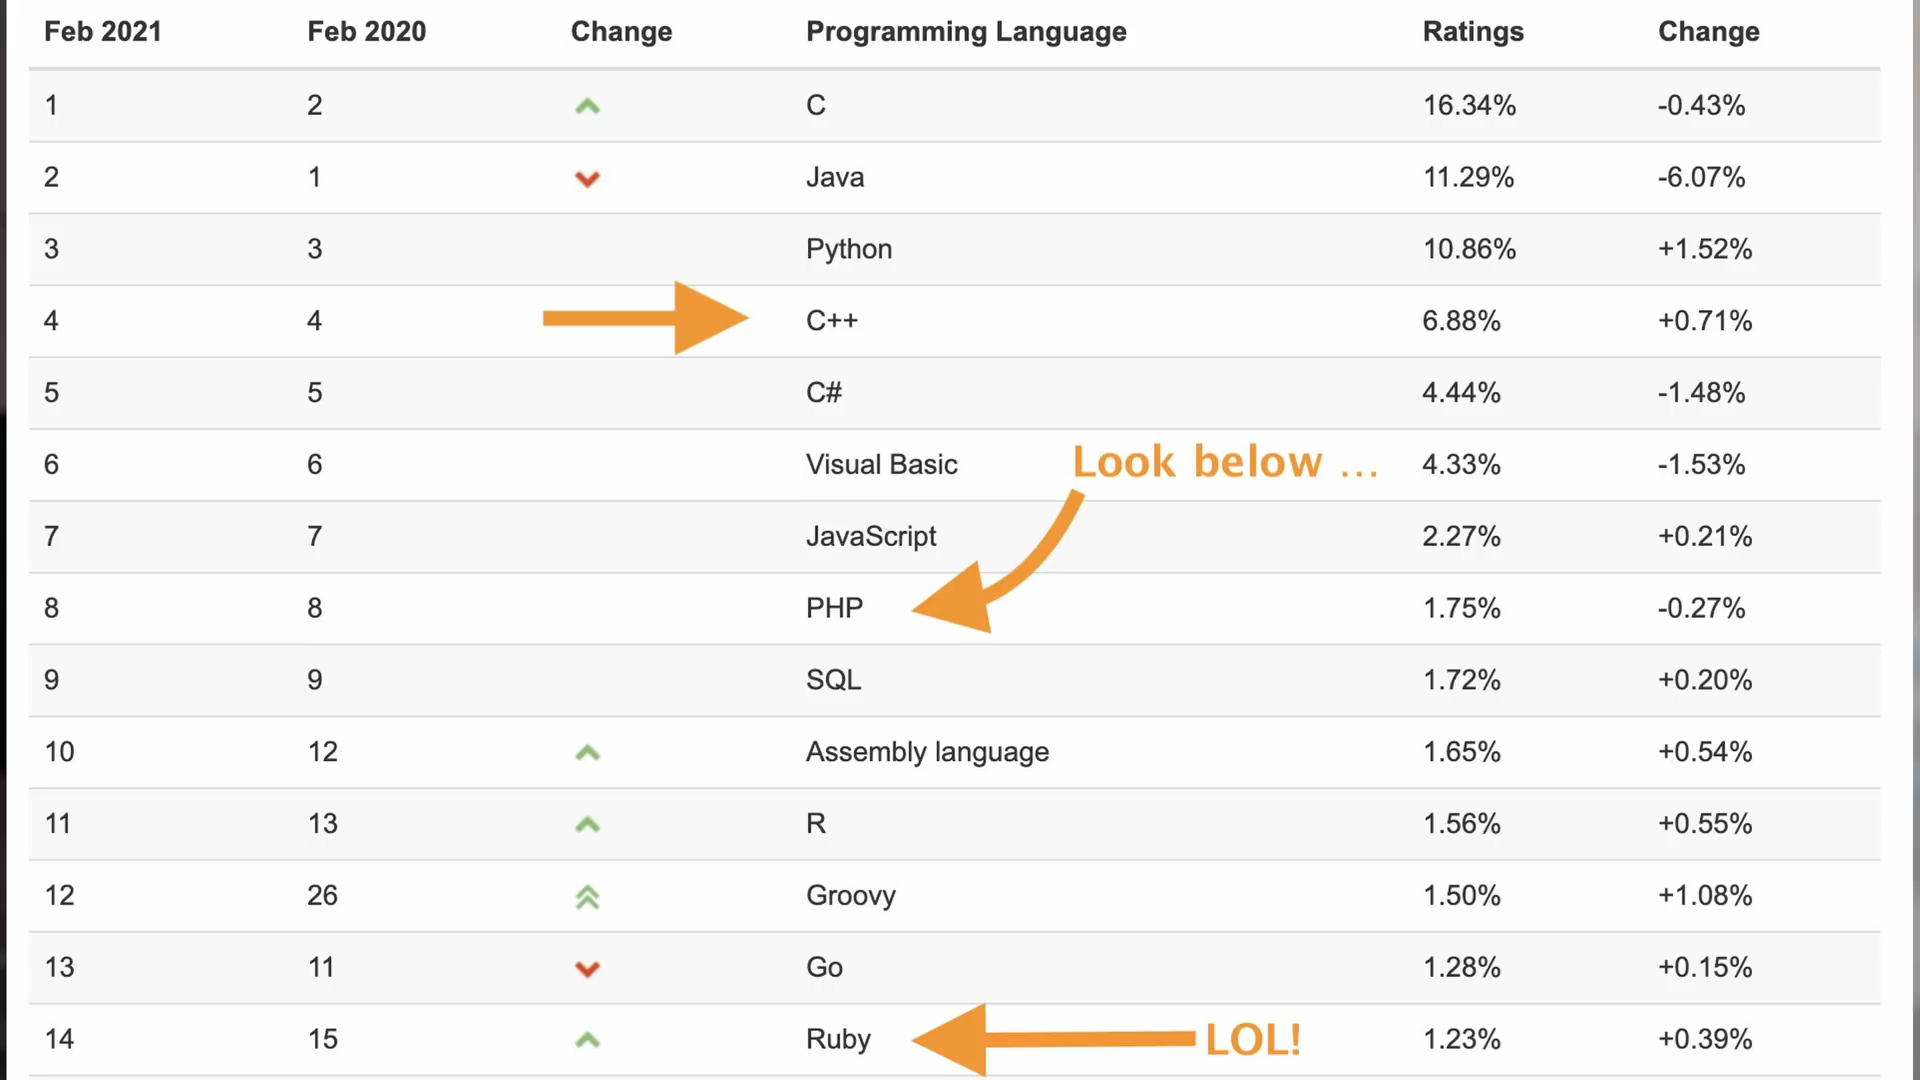 Feb 2021 Feb 2020 Change Programming Language Ratings Change
1 2 C 16.34% -0.43%
2 1 Java 11.29% -6.07%
3 3 Python 10.86% +1.52%
4 4 C++ 6.88% +0.71%
5 5 C# 4.44% -1.48%
6 6 Visual Basic Look below ... 4.33% -1.53%
7 7 JavaScript 2.27% +0.21%
8 8 PHP 1.75% -0.27%
9 9 SQL 1.72% +0.20%
10 12 Assembly language 1.65% +0.54%
11 13 R 1.56% +0.55%
12 26 Groovy 1.50% +1.08%
13 11 Go 1.28% +0.15%
14 15 Ruby LOL! 1.23% +0.39%